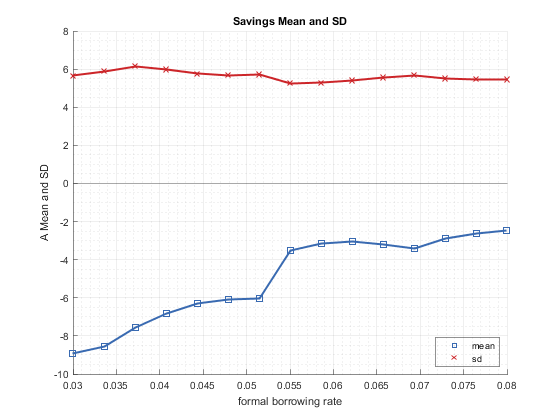 Savings Mean and SD
8
6
4
2
0
-2
-4
-6
-8
-10
A Mean and SD
0.03 0.035 0.04 0.045 0.05 0.055 0.06 0.065 0.07 0.075 0.08
formal borrowing rate
mean
sd